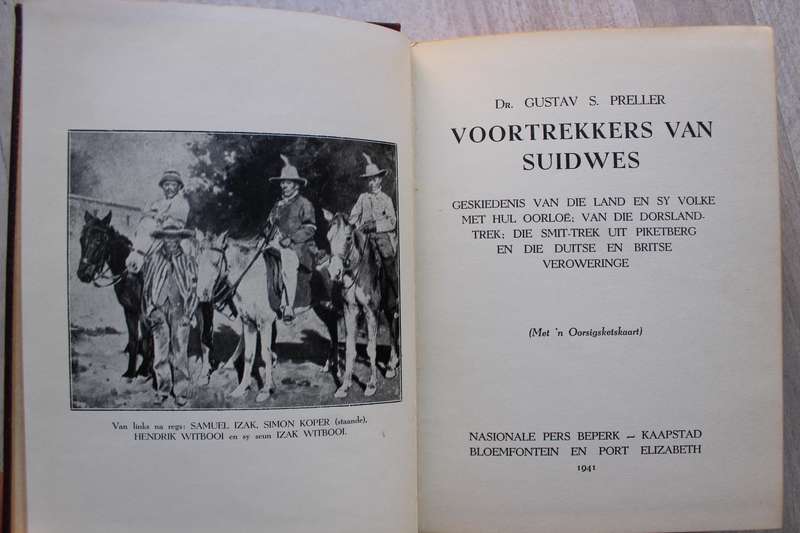 Van links na regs: SAMUEL IZAK, SIMON KOPER (staande),
HENDRIK WITBOOI en sy seun IZAK WITBOOI.
DR. GUSTAV S. PRELLER
VOORTREKKERS VAN
SUIDWES
GESKIEDENIS VAN DIE LAND EN SY VOLKE
MET HUL OORLOË; VAN DIE DORSLAND-
TREK; DIE SMIT-TREK UIT PIKETBERG
EN DIE DUITSE EN BRITSE
VEROWERINGE
(Met 'n Oorsigsketskaart)
NASIONALE PERS BEPERK — KAAPSTAD
BLOEMFONTEIN EN PORT ELIZABETH
1941